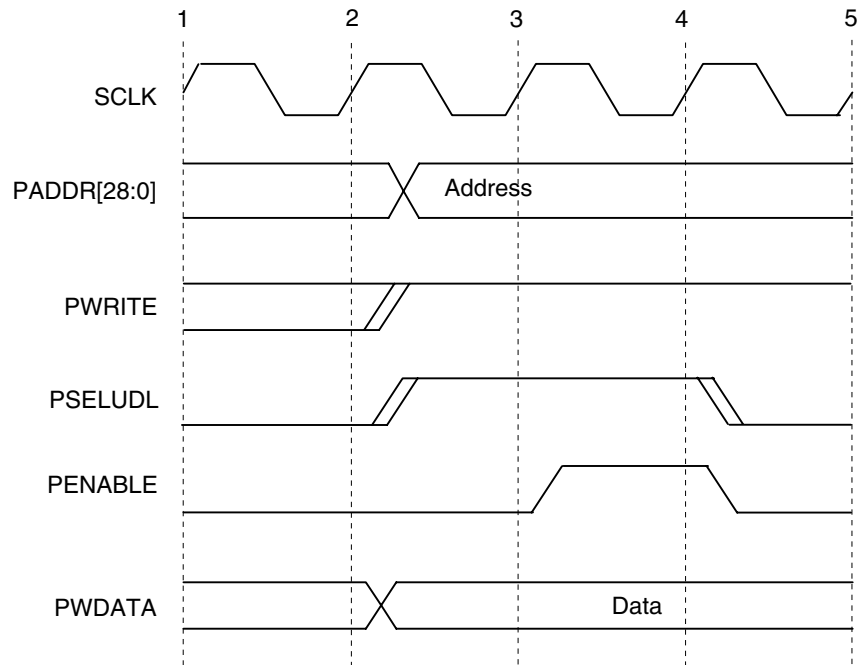 1 2 3 4 5
SCLK
PADDR[28:0] Address
PWRITE
PSELUDL
PENABLE
PWDATA Data